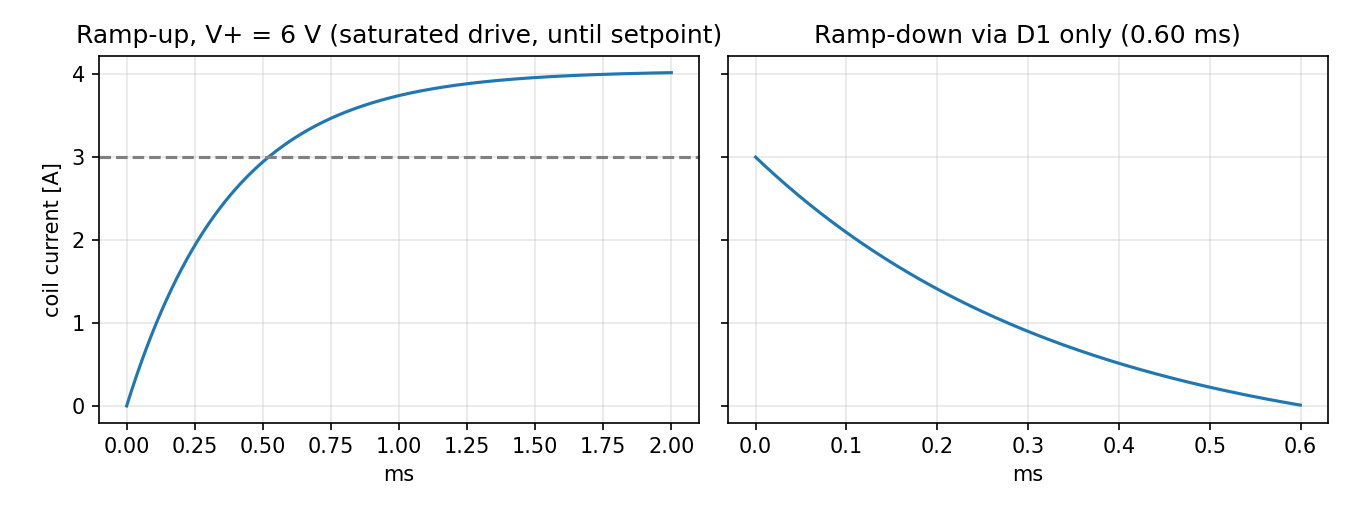 Ramp-up, V+ = 6 V (saturated drive, until setpoint)
coil current [A]
4
3
2
1
0
0.00 0.25 0.50 0.75 1.00 1.25 1.50 1.75 2.00
ms
Ramp-down via D1 only (0.60 ms)
0.0 0.1 0.2 0.3 0.4 0.5 0.6
ms